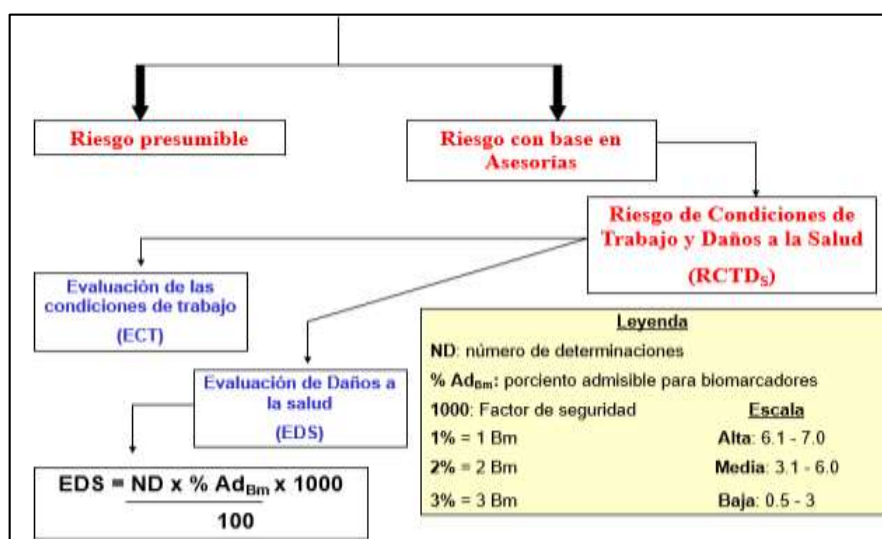 Riesgo presumible
Riesgo con base en
Asesorías
Riesgo de Condiciones de
Trabajo y Daños a la Salud
(RCTDS)
Evaluación de las
condiciones de trabajo
(ECT)
Evaluación de Daños a
la salud
(EDS)
EDS = ND x % AdBm x 1000
100
Leyenda
ND: número de determinaciones
% AdBm: porciento admisible para biomarcadores
1000: Factor de seguridad Escala
1% = 1 Bm Alta: 6.1 - 7.0
2% = 2 Bm Media: 3.1 - 6.0
3% = 3 Bm Baja: 0.5 - 3